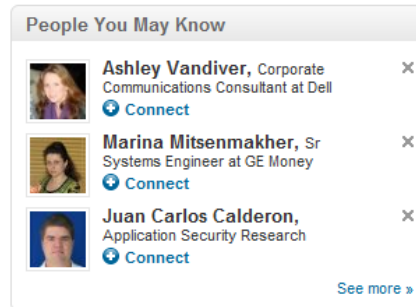 People You May Know
Ashley Vandiver, Corporate
Communications Consultant at Dell
Connect
Marina Mitsenmakher, Sr
Systems Engineer at GE Money
Connect
Juan Carlos Calderon,
Application Security Research
Connect
See more »